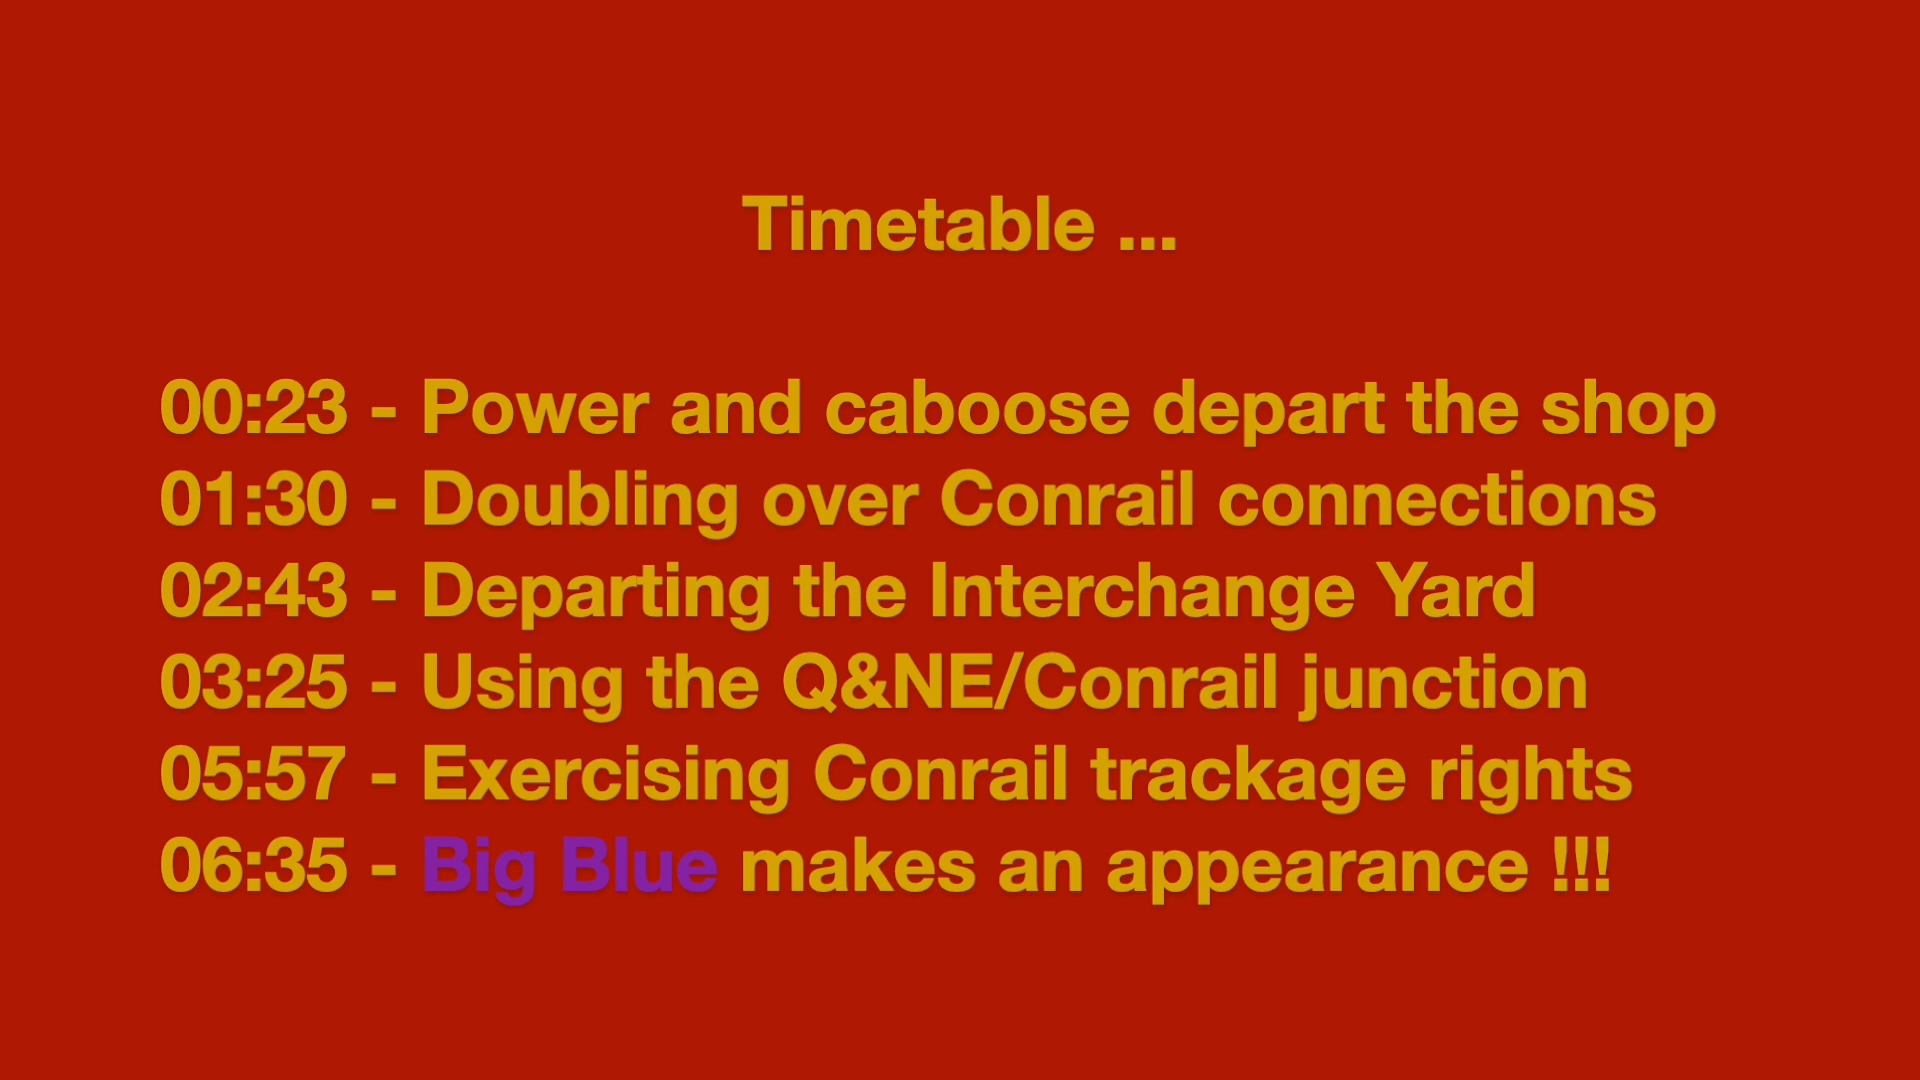 Timetable ...
00:23 - Power and caboose depart the shop
01:30 - Doubling over Conrail connections
02:43 - Departing the Interchange Yard
03:25 - Using the Q&NE/Conrail junction
05:57 - Exercising Conrail trackage rights
06:35 - Big Blue makes an appearance !!!